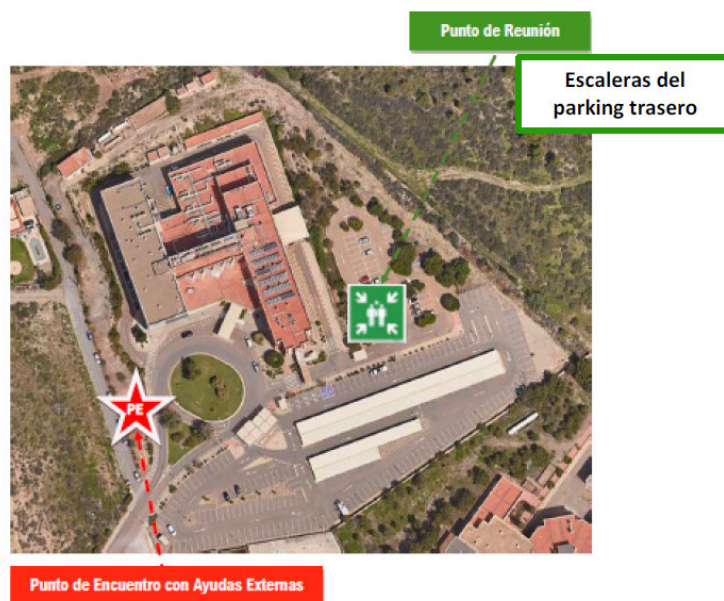 Punto de Reunión
Escaleras del
parking trasero
PE
Punto de Encuentro con Ayudas Externas